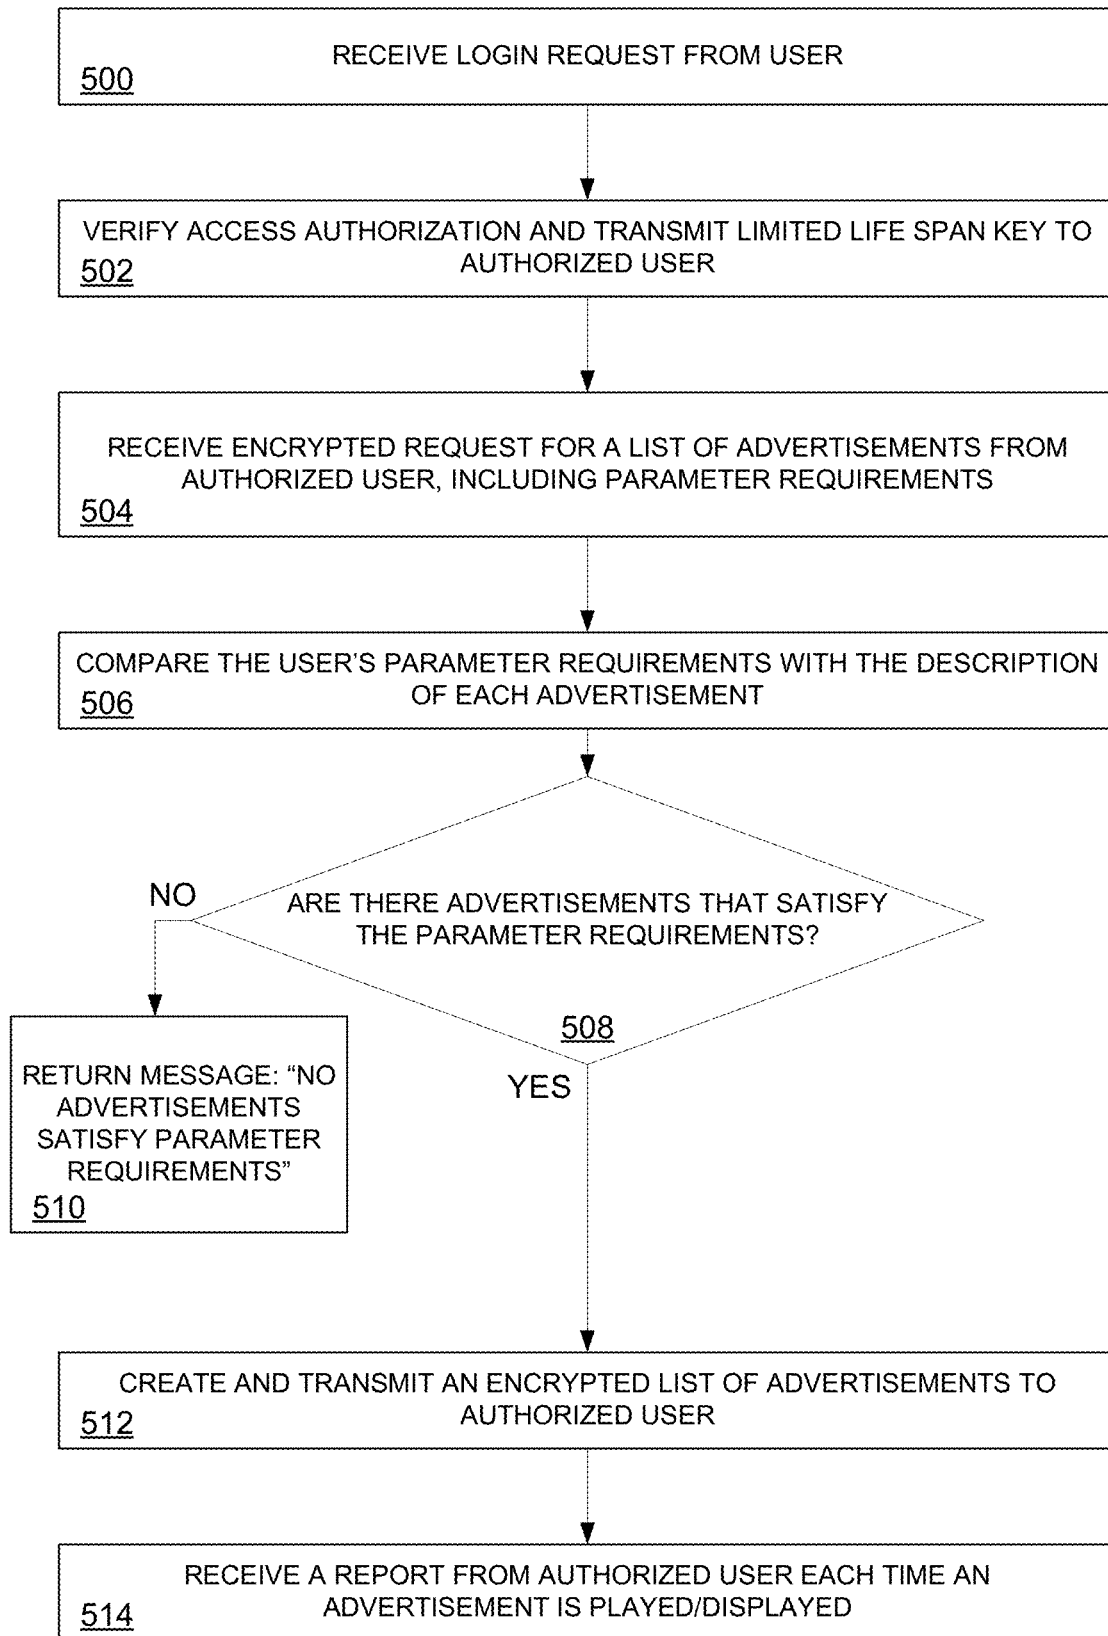 RECEIVE LOGIN REQUEST FROM USER
500
VERIFY ACCESS AUTHORIZATION AND TRANSMIT LIMITED LIFE SPAN KEY TO
AUTHORIZED USER
502
RECEIVE ENCRYPTED REQUEST FOR A LIST OF ADVERTISEMENTS FROM
AUTHORIZED USER, INCLUDING PARAMETER REQUIREMENTS
504
COMPARE THE USER’S PARAMETER REQUIREMENTS WITH THE DESCRIPTION
OF EACH ADVERTISEMENT
506
ARE THERE ADVERTISEMENTS THAT SATISFY
THE PARAMETER REQUIREMENTS?
508
NO
YES
RETURN MESSAGE: “NO
ADVERTISEMENTS
SATISFY PARAMETER
REQUIREMENTS”
510
CREATE AND TRANSMIT AN ENCRYPTED LIST OF ADVERTISEMENTS TO
AUTHORIZED USER
512
RECEIVE A REPORT FROM AUTHORIZED USER EACH TIME AN
ADVERTISEMENT IS PLAYED/DISPLAYED
514